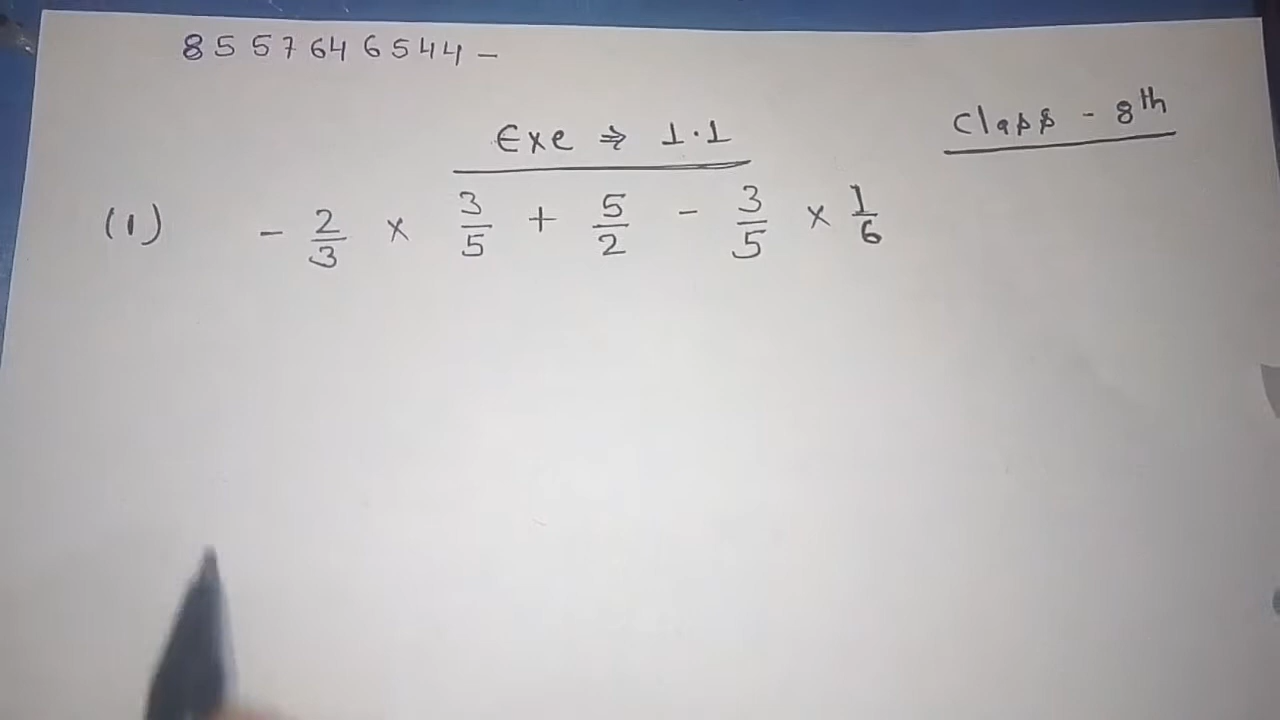 8557646544 -
Exe ⇒ 1.1
Class - 8th
(1) - 2/3 × 3/5 + 5/2 - 3/5 × 1/6